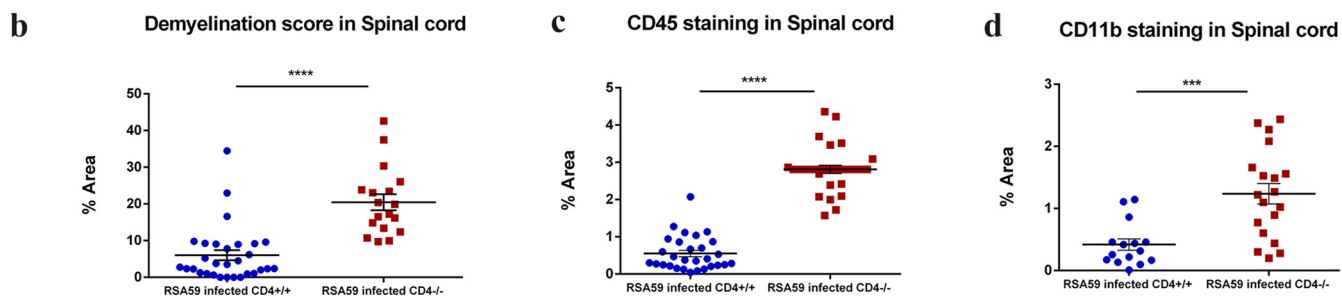 b
Demyelination score in Spinal cord
****
50
40
30
20
10
0
% Area
RSA59 infected CD4+/+ RSA59 infected CD4-/-
c
CD45 staining in Spinal cord
****
5
4
3
2
1
0
% Area
RSA59 infected CD4+/+ RSA59 infected CD4-/-
d
CD11b staining in Spinal cord
***
3
2
1
0
% Area
RSA59 infected CD4+/+ RSA59 infected CD4-/-